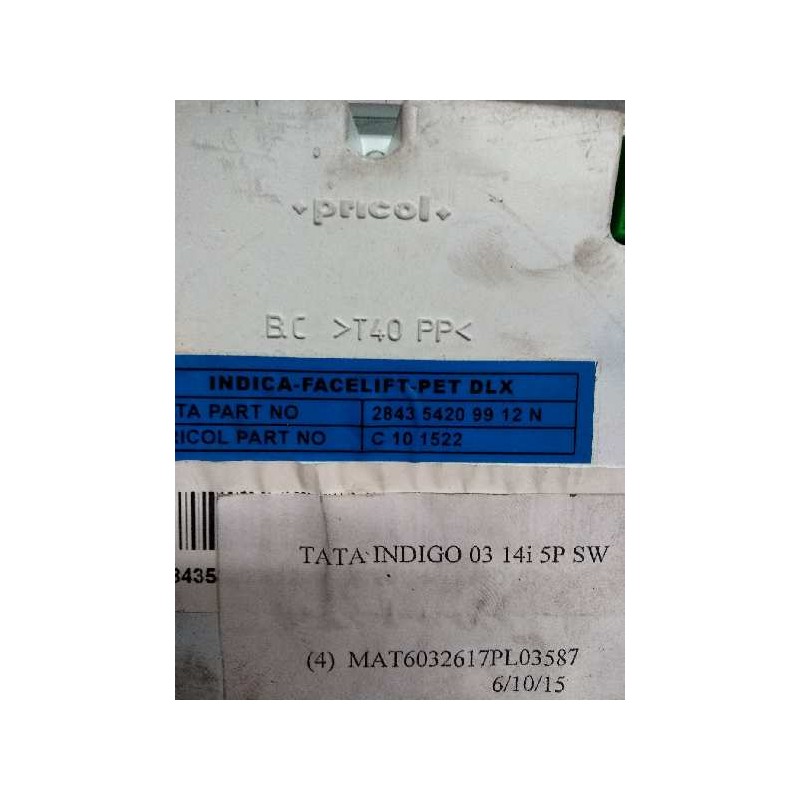 pricol
B.C >T40 PP<
INDICA-FACELIFT-PET DLX
TA PART NO 2843 5420 99 12 N
RICOL PART NO C 10 1522
8435
TATA INDIGO 03 14i 5P SW
(4) MAT6032617PL03587
6/10/15